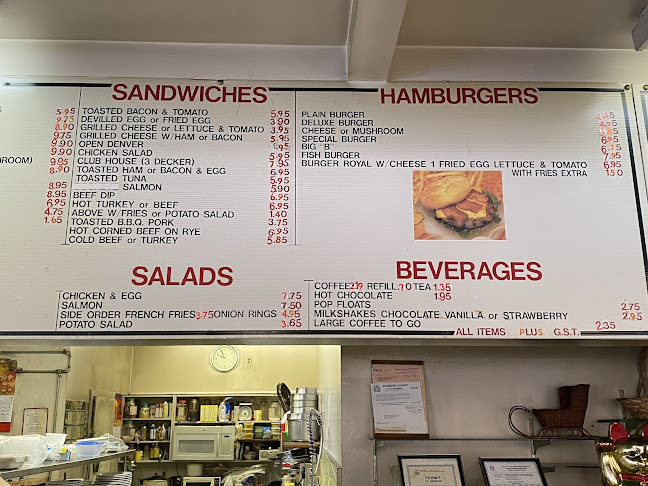 SANDWICHES
TOASTED BACON & TOMATO 5.95
DEVILLED EGG or FRIED EGG 3.90
GRILLED CHEESE or LETTUCE & TOMATO 3.95
GRILLED CHEESE W/HAM or BACON
OPEN DENVER
CHICKEN SALAD 5.95
CLUB HOUSE (3 DECKER) 7.95
TOASTED HAM or BACON & EGG 6.95
TOASTED TUNA 5.95
SALMON 5.90
BEEF DIP 6.95
HOT TURKEY or BEEF 6.95
ABOVE W/FRIES or POTATO SALAD 1.40
TOASTED B.B.Q. PORK 3.75
HOT CORNED BEEF ON RYE 6.95
COLD BEEF or TURKEY 5.85
5.95
9.75
8.90
9.75
9.90
9.90
ROOM) 9.85
8.90
8.95
8.95
6.95
4.75
1.65
HAMBURGERS
PLAIN BURGER
DELUXE BURGER
CHEESE or MUSHROOM
SPECIAL BURGER 6.95
BIG "B" 6.75
FISH BURGER 7.95
BURGER ROYAL W/CHEESE 1 FRIED EGG LETTUCE & TOMATO 6.95
WITH FRIES EXTRA 1.50
SALADS
CHICKEN & EGG 7.75
SALMON 7.50
SIDE ORDER FRENCH FRIES 3.75 ONION RINGS 4.95
POTATO SALAD 3.65
BEVERAGES
COFFEE 2.19 REFILL .70 TEA 1.35
HOT CHOCOLATE 1.95
POP FLOATS 2.75
MILKSHAKES CHOCOLATE VANILLA or STRAWBERRY 2.95
LARGE COFFEE TO GO 2.35
ALL ITEMS PLUS G.S.T.
PERMIT